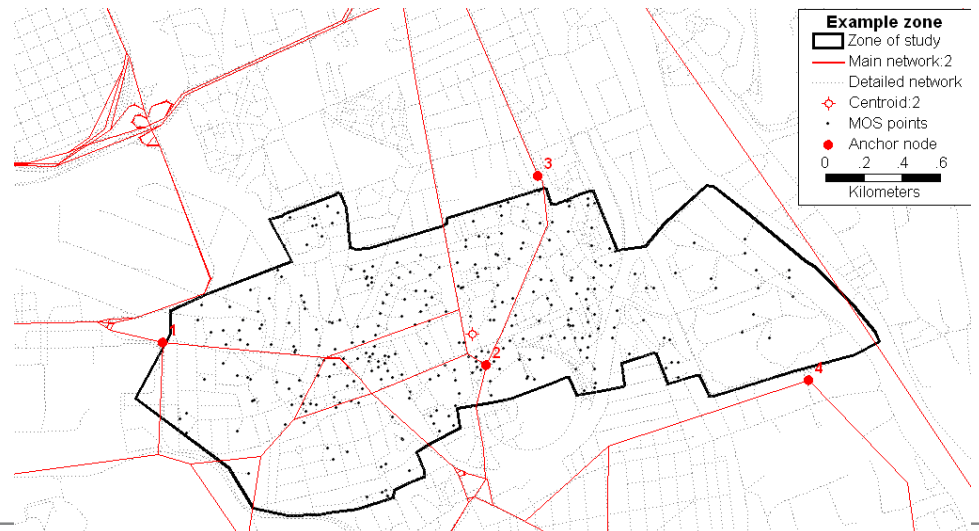 Example zone
Zone of study
Main network:2
Detailed network
Centroid:2
MOS points
Anchor node
0 .2 .4 .6
Kilometers
3
1
2
4